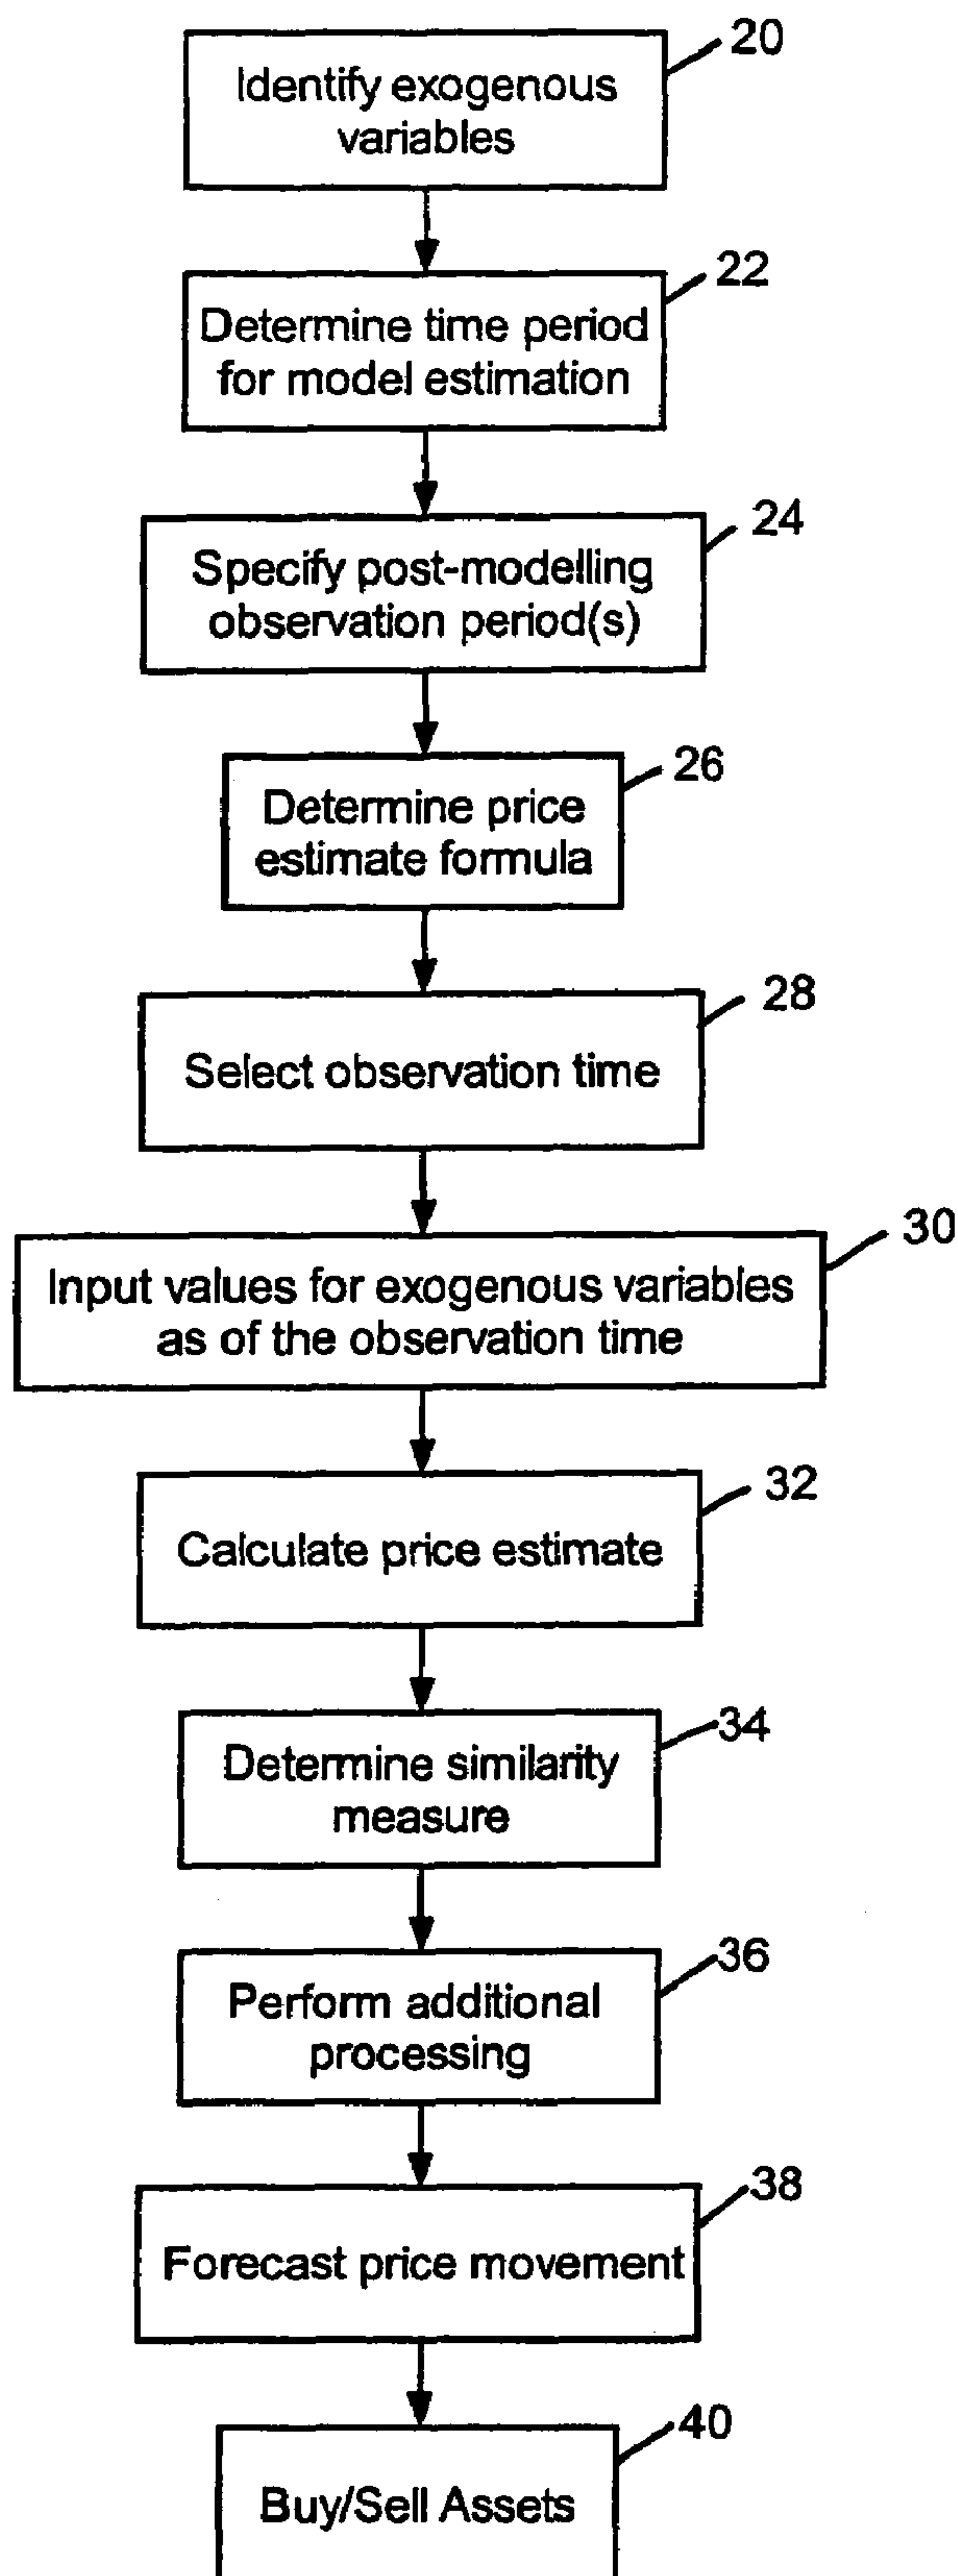 20
Identify exogenous
variables
22
Determine time period
for model estimation
24
Specify post-modelling
observation period(s)
26
Determine price
estimate formula
28
Select observation time
30
Input values for exogenous variables
as of the observation time
32
Calculate price estimate
34
Determine similarity
measure
36
Perform additional
processing
38
Forecast price movement
40
Buy/Sell Assets